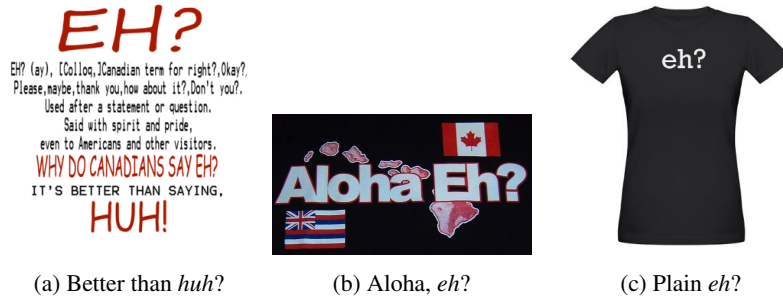 EH?
EH? (ay), [Colloq,]Canadian term for right?,Okay?,
Please,maybe,thank you,how about it?,Don't you?.
Used after a statement or question.
Said with spirit and pride,
even to Americans and other visitors.
WHY DO CANADIANS SAY EH?
IT'S BETTER THAN SAYING,
HUH!
(a) Better than huh?
Aloha Eh?
(b) Aloha, eh?
eh?
(c) Plain eh?